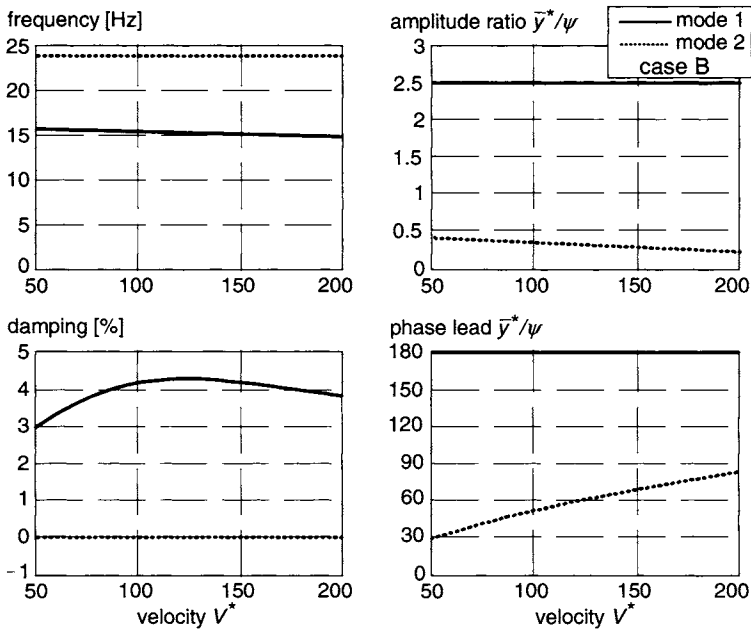 frequency [Hz]
25
20
15
10
5
0
50 100 150 200
amplitude ratio ȳ*/ψ
3
2.5
2
1.5
1
0.5
0
50 100 150 200
mode 1
mode 2
case B
damping [%]
5
4
3
2
1
0
−1
50 100 150 200
velocity V*
phase lead ȳ*/ψ
180
150
120
90
60
30
0
50 100 150 200
velocity V*